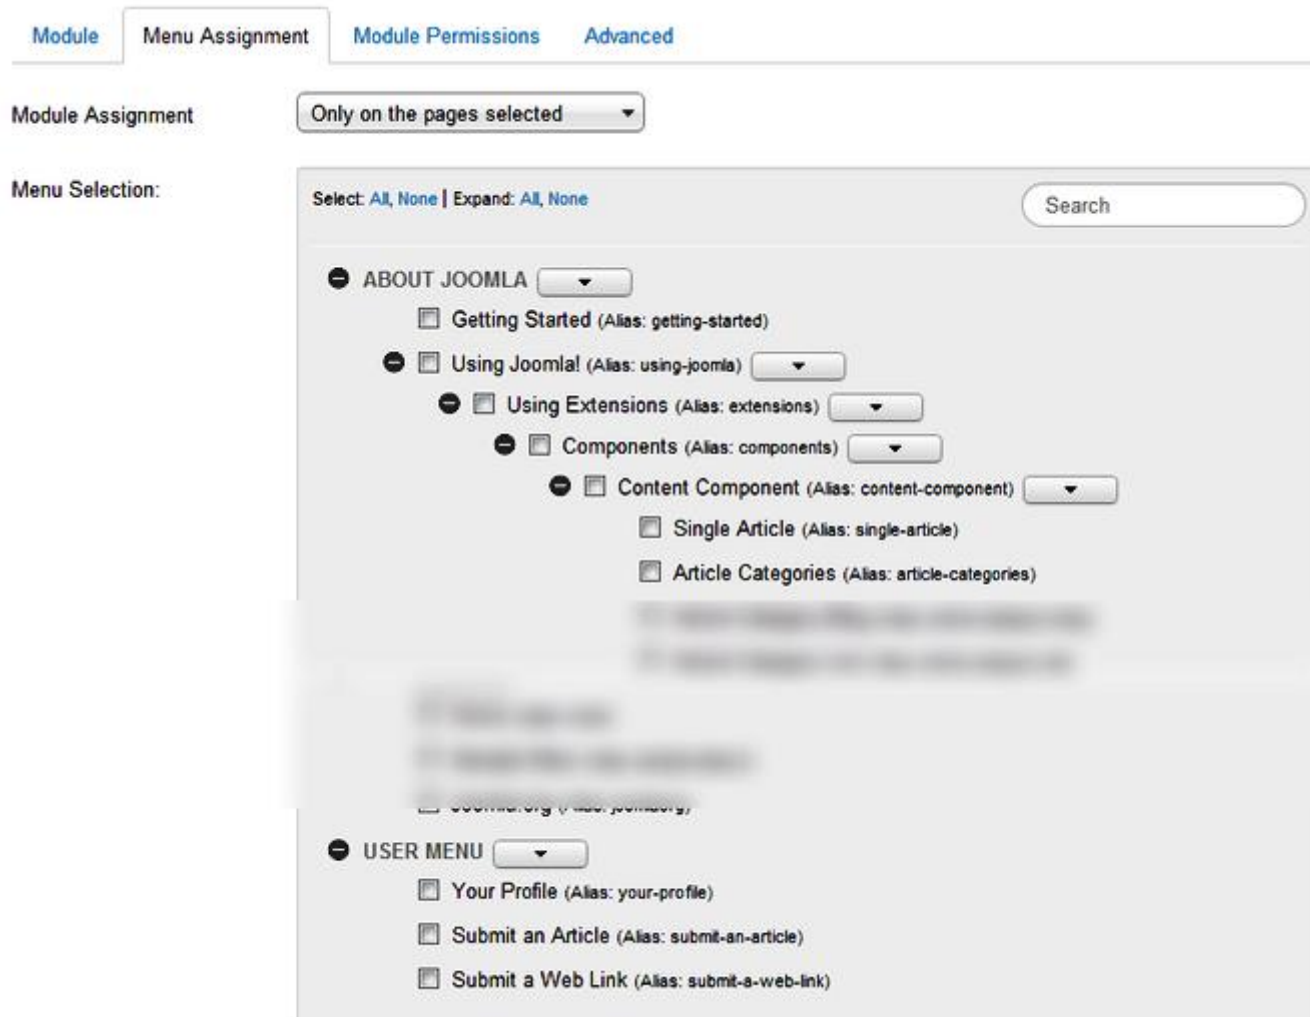 Module Menu Assignment Module Permissions Advanced
Module Assignment Only on the pages selected
Menu Selection: Select: All, None | Expand: All, None Search
ABOUT JOOMLA
Getting Started (Alias: getting-started)
Using Joomla! (Alias: using-joomla)
Using Extensions (Alias: extensions)
Components (Alias: components)
Content Component (Alias: content-component)
Single Article (Alias: single-article)
Article Categories (Alias: article-categories)
USER MENU
Your Profile (Alias: your-profile)
Submit an Article (Alias: submit-an-article)
Submit a Web Link (Alias: submit-a-web-link)